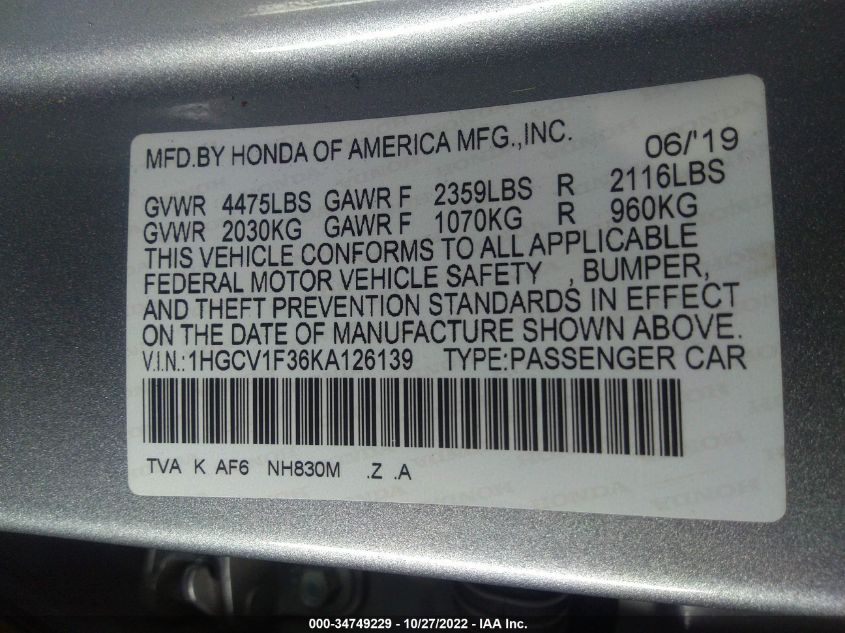 MFD.BY HONDA OF AMERICA MFG.,INC. 06/'19
GVWR 4475LBS GAWR F 2359LBS R 2116LBS
GVWR 2030KG GAWR F 1070KG R 960KG
THIS VEHICLE CONFORMS TO ALL APPLICABLE
FEDERAL MOTOR VEHICLE SAFETY , BUMPER,
AND THEFT PREVENTION STANDARDS IN EFFECT
ON THE DATE OF MANUFACTURE SHOWN ABOVE.
V.I.N.:1HGCV1F36KA126139 TYPE:PASSENGER CAR
TVA K AF6 NH830M .Z .A
000-34749229 - 10/27/2022 - IAA Inc.